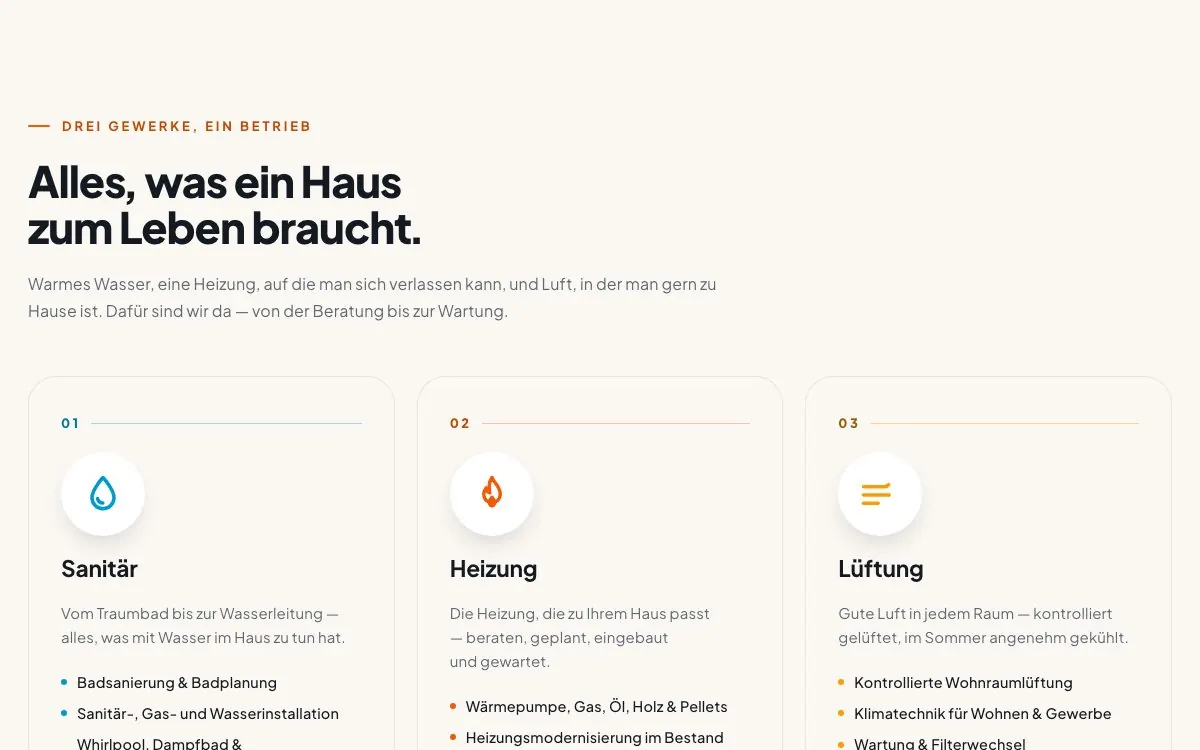 DREI GEWERKE, EIN BETRIEB
Alles, was ein Haus
zum Leben braucht.
Warmes Wasser, eine Heizung, auf die man sich verlassen kann, und Luft, in der man gern zu
Hause ist. Dafür sind wir da — von der Beratung bis zur Wartung.
01
Sanitär
Vom Traumbad bis zur Wasserleitung —
alles, was mit Wasser im Haus zu tun hat.
Badsanierung & Badplanung
Sanitär-, Gas- und Wasserinstallation
Whirlpool, Dampfbad &
02
Heizung
Die Heizung, die zu Ihrem Haus passt
— beraten, geplant, eingebaut
und gewartet.
Wärmepumpe, Gas, Öl, Holz & Pellets
Heizungsmodernisierung im Bestand
03
Lüftung
Gute Luft in jedem Raum — kontrolliert
gelüftet, im Sommer angenehm gekühlt.
Kontrollierte Wohnraumlüftung
Klimatechnik für Wohnen & Gewerbe
Wartung & Filterwechsel